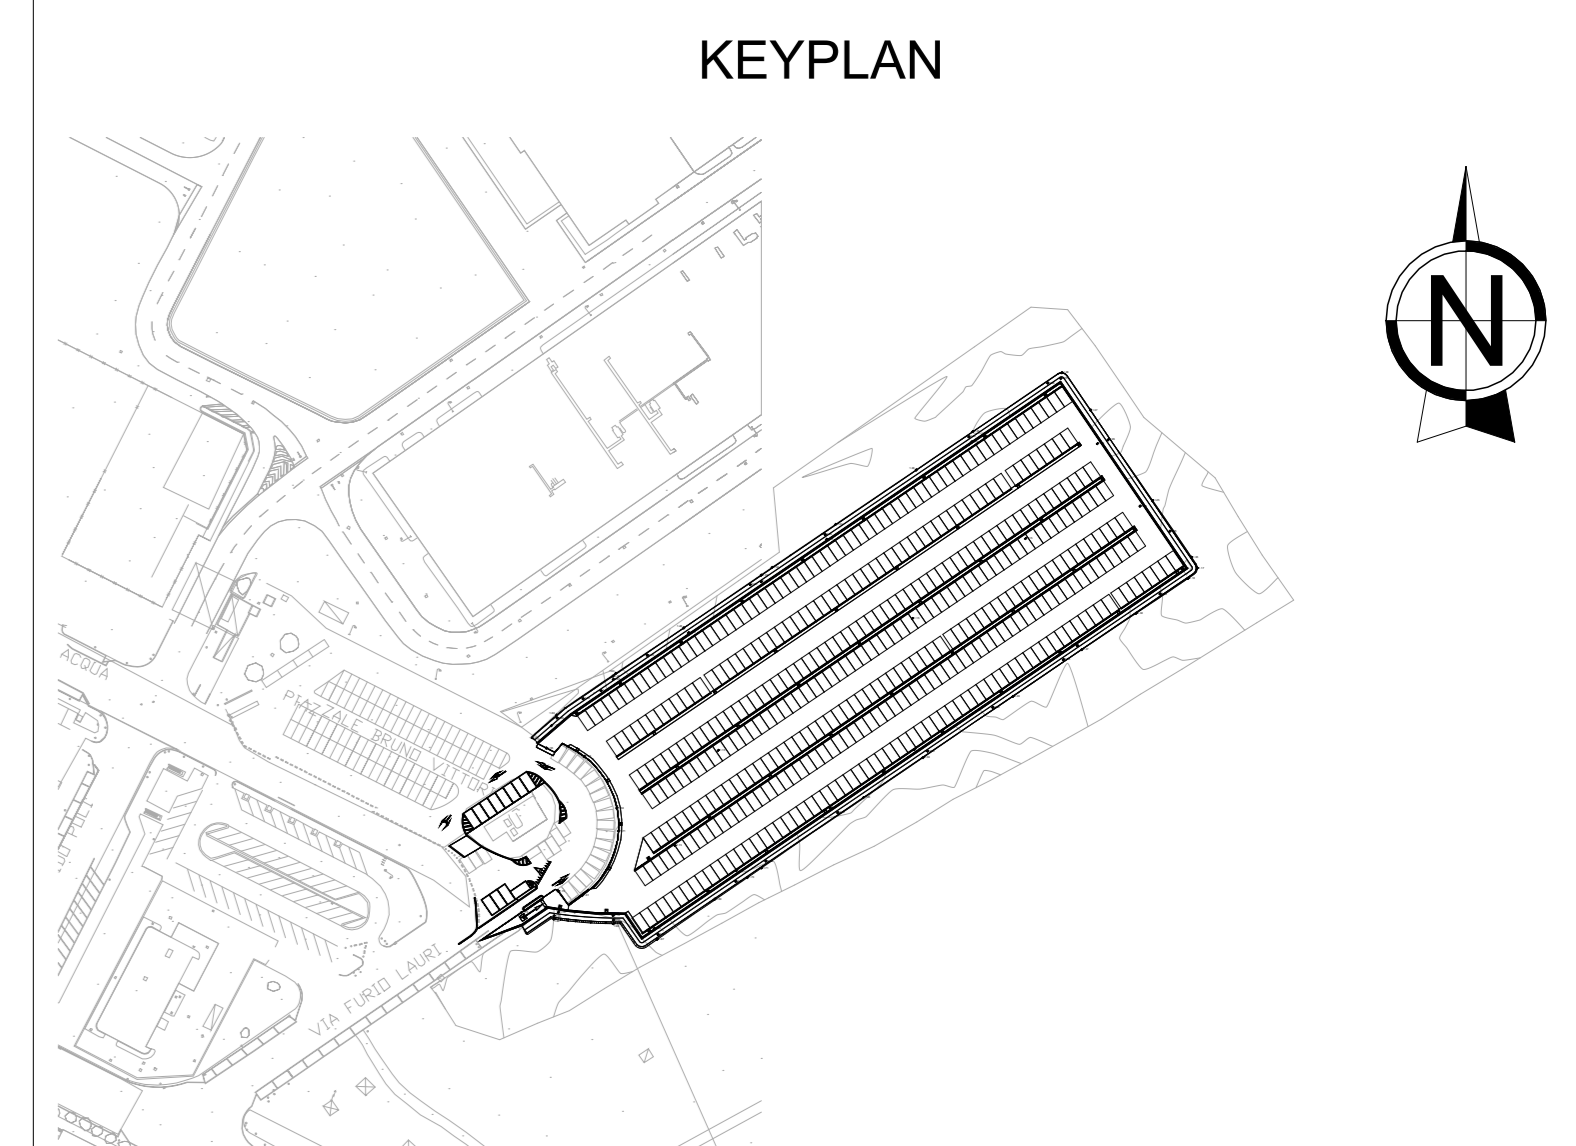 KEYPLAN
N
ACQUA
PIAZZALE BRUNO VITTOR
VIA FURIO LAURI